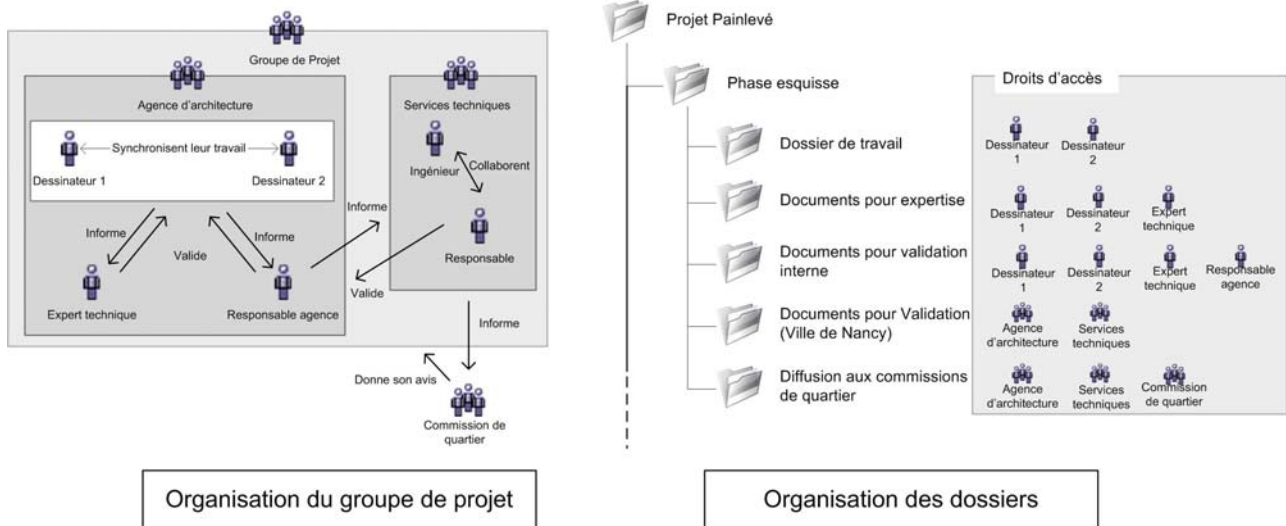 Groupe de Projet
Agence d'architecture
Synchronisent leur travail
Dessinateur 1
Dessinateur 2
Informe
Valide
Informe
Expert technique
Responsable agence
Services techniques
Ingénieur
Collaborent
Responsable
Informe
Valide
Informe
Donne son avis
Commission de
quartier
Organisation du groupe de projet
Projet Painlevé
Phase esquisse
Droits d'accès
Dossier de travail
Dessinateur
1
Dessinateur
2
Documents pour expertise
Dessinateur
1
Dessinateur
2
Expert
technique
Documents pour validation
interne
Dessinateur
1
Dessinateur
2
Expert
technique
Responsable
agence
Documents pour Validation
(Ville de Nancy)
Agence
d'architecture
Services
techniques
Diffusion aux commissions
de quartier
Agence
d'architecture
Services
techniques
Commission
de quartier
Organisation des dossiers